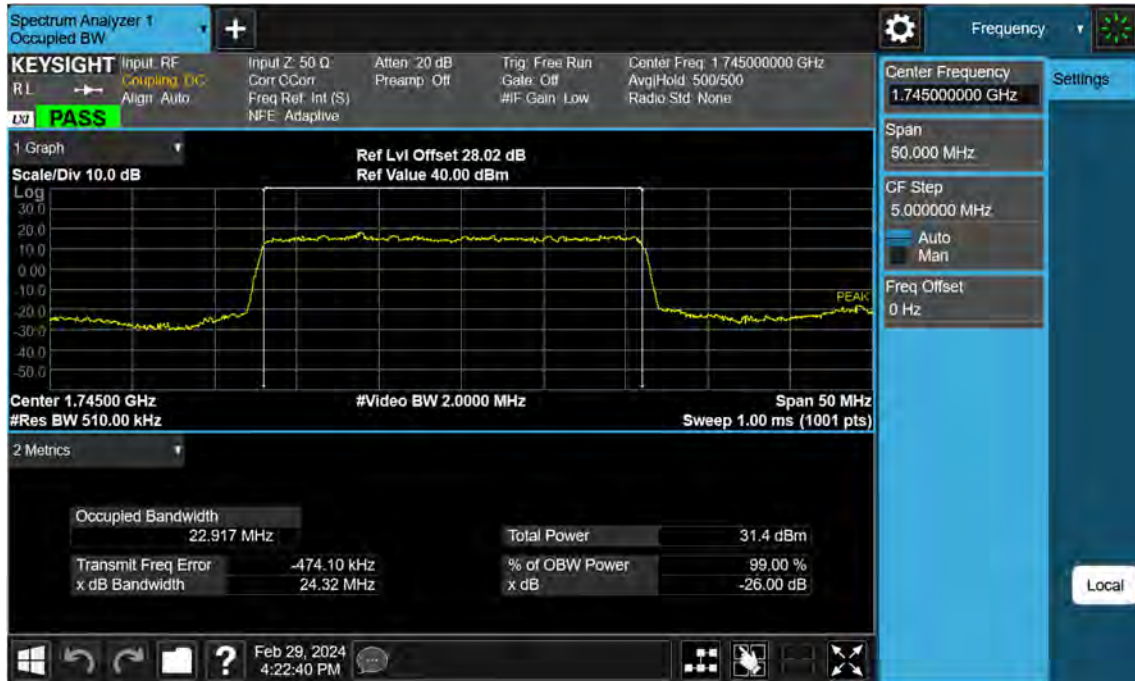 Spectrum Analyzer 1
Occupied BW
Frequency
KEYSIGHT Input: RF
Coupling: DC
Align: Auto
R L
LXI PASS
Input Z: 50 Ω
Corr CCorr
Freq Ref: Int (S)
NFE: Adaptive
Atten: 20 dB
Preamp: Off
Trig: Free Run
Gate: Off
#IF Gain: Low
Center Freq: 1.745000000 GHz
Avg|Hold: 500/500
Radio Std: None
Center Frequency
1.745000000 GHz
Settings
Span
50.000 MHz
CF Step
5.000000 MHz
Auto
Man
Freq Offset
0 Hz
1 Graph
Scale/Div 10.0 dB
Ref Lvl Offset 28.02 dB
Ref Value 40.00 dBm
Log
30.0
20.0
10.0
0.00
-10.0
-20.0
-30.0
-40.0
-50.0
PEAK
Center 1.74500 GHz
#Video BW 2.0000 MHz
Span 50 MHz
#Res BW 510.00 kHz
Sweep 1.00 ms (1001 pts)
2 Metrics
Occupied Bandwidth
22.917 MHz
Total Power 31.4 dBm
Transmit Freq Error -474.10 kHz
% of OBW Power 99.00 %
x dB Bandwidth 24.32 MHz
x dB -26.00 dB
Local
?
Feb 29, 2024
4:22:40 PM